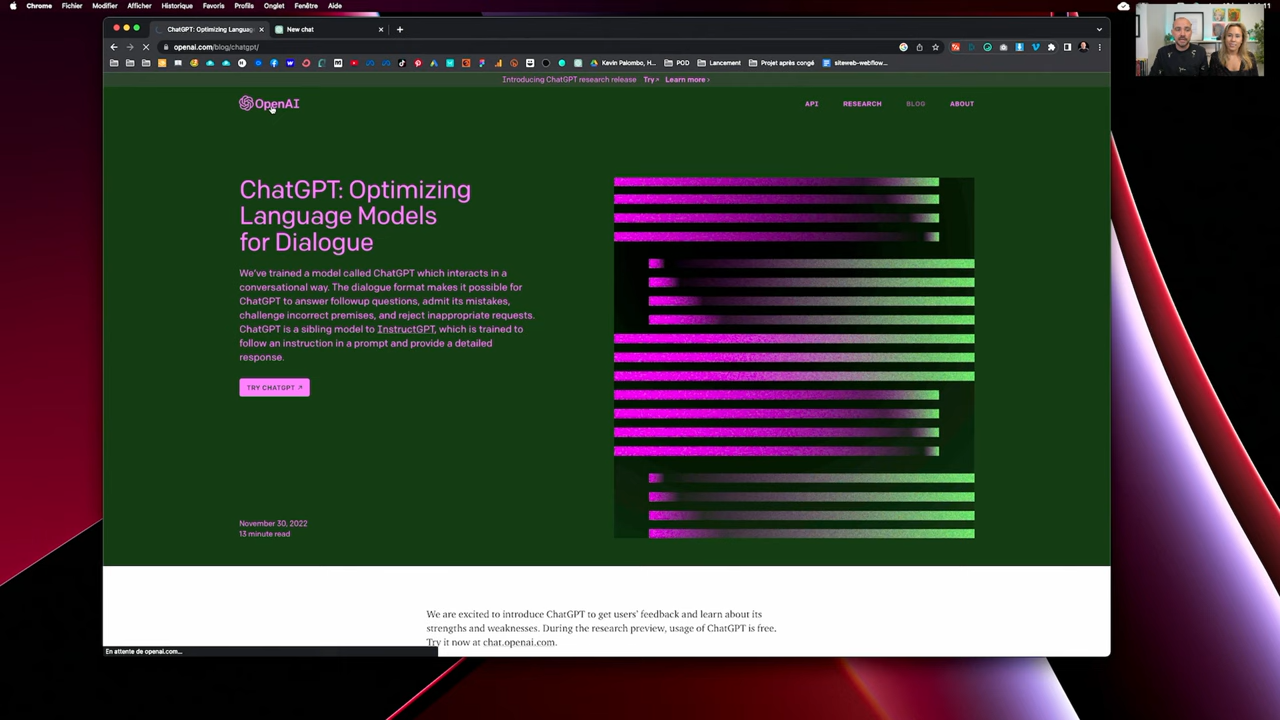 Chrome Fichier Modifier Afficher Historique Favoris Profils Onglet Fenêtre Aide
ChatGPT: Optimizing Languag
New chat
openai.com/blog/chatgpt/
Kevin Palombo, H...
POD
Lancement
Projet après congé
siteweb-webflow...
Introducing ChatGPT research release Try↗ Learn more ›
OpenAI
API RESEARCH BLOG ABOUT
ChatGPT: Optimizing
Language Models
for Dialogue
We've trained a model called ChatGPT which interacts in a
conversational way. The dialogue format makes it possible for
ChatGPT to answer followup questions, admit its mistakes,
challenge incorrect premises, and reject inappropriate requests.
ChatGPT is a sibling model to InstructGPT, which is trained to
follow an instruction in a prompt and provide a detailed
response.
TRY CHATGPT ↗
November 30, 2022
13 minute read
We are excited to introduce ChatGPT to get users' feedback and learn about its
strengths and weaknesses. During the research preview, usage of ChatGPT is free.
Try it now at chat.openai.com.
En attente de openai.com...